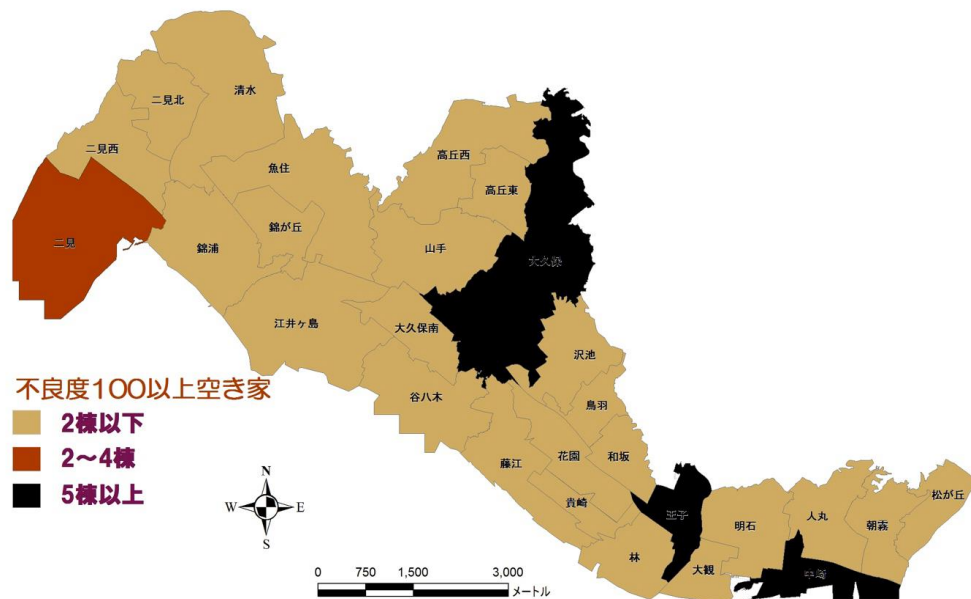 清水
二見北
二見西
高丘西
魚住
高丘東
錦が丘
二見
錦浦
山手
大久保
江井ヶ島
大久保南
沢池
谷八木
鳥羽
藤江
花園
和坂
貴崎
王子
松が丘
明石
人丸
朝霧
林
大観
中崎
不良度100以上空き家
2棟以下
2～4棟
5棟以上
N
W
E
S
0 750 1,500 3,000
メートル